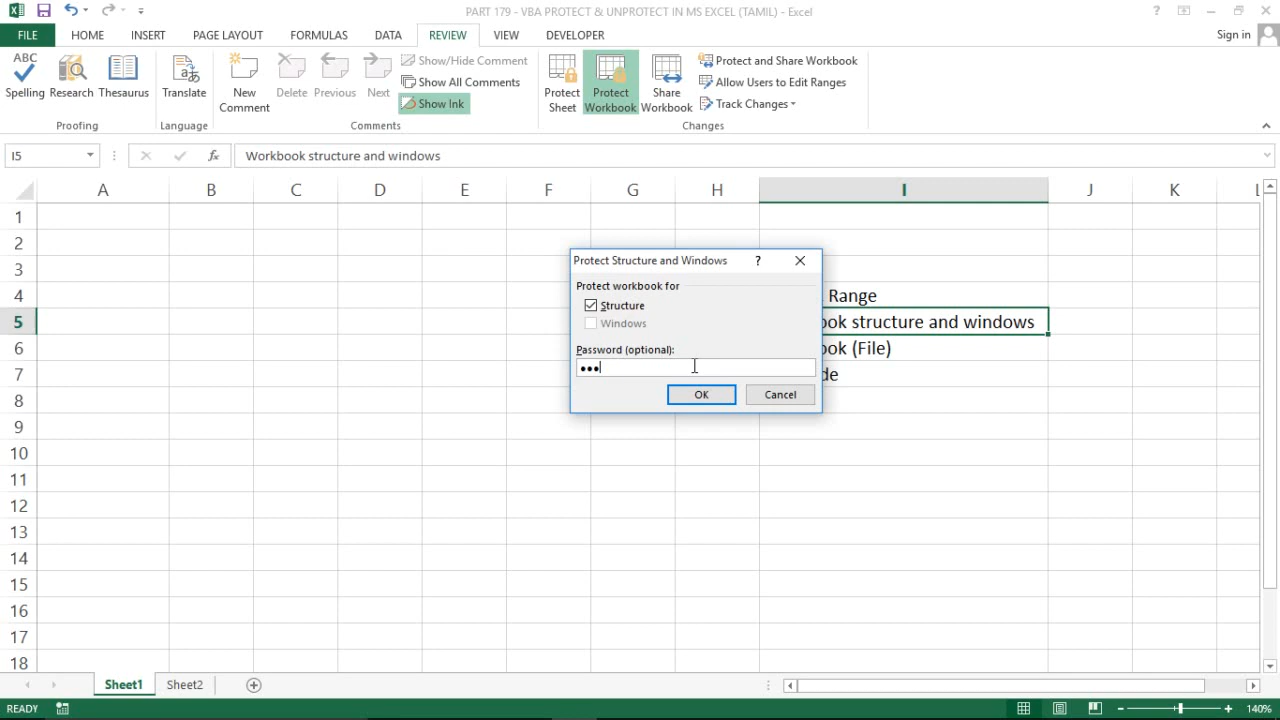 PART 179 - VBA PROTECT & UNPROTECT IN MS EXCEL (TAMIL) - Excel
FILE HOME INSERT PAGE LAYOUT FORMULAS DATA REVIEW VIEW DEVELOPER Sign in
ABC
Spelling Research Thesaurus
Proofing
Translate
Language
New Comment
Delete
Previous
Next
Show/Hide Comment
Show All Comments
Show Ink
Comments
Protect Sheet
Protect Workbook
Share Workbook
Protect and Share Workbook
Allow Users to Edit Ranges
Track Changes
Changes
I5 fx Workbook structure and windows
A B C D E F G H I J K L
1
2
3
4 Range
5 ook structure and windows
6 ook (File)
7 de
8
9
10
11
12
13
14
15
16
17
18
Protect Structure and Windows ?
Protect workbook for
Structure
Windows
Password (optional):
•••
OK Cancel
Sheet1 Sheet2
READY 140%